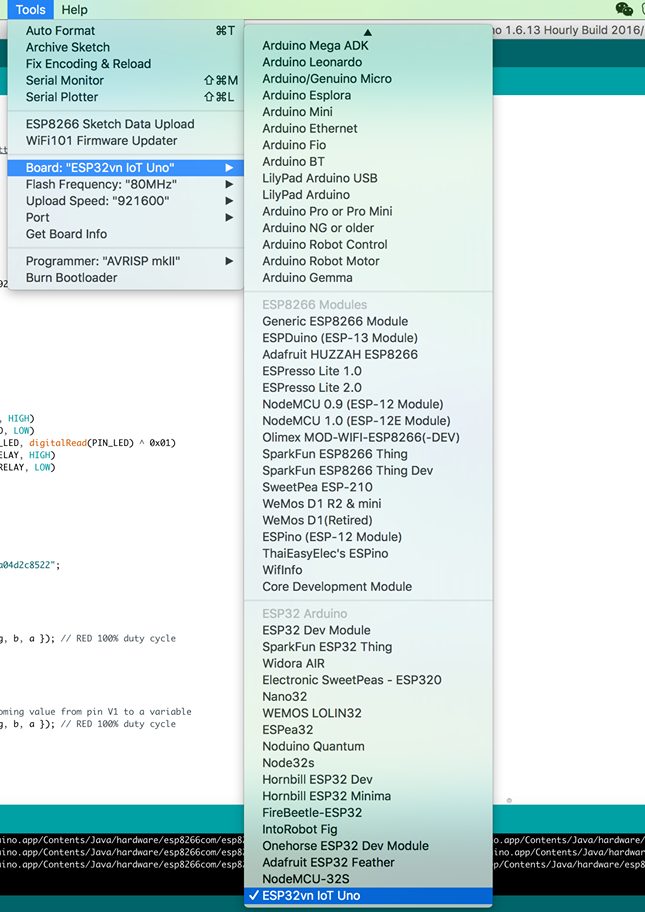 Tools Help
Auto Format ⌘T
Archive Sketch
Fix Encoding & Reload
Serial Monitor ⇧⌘M
Serial Plotter ⇧⌘L
ESP8266 Sketch Data Upload
WiFi101 Firmware Updater
Board: "ESP32vn IoT Uno"
Flash Frequency: "80MHz"
Upload Speed: "921600"
Port
Get Board Info
Programmer: "AVRISP mkII"
Burn Bootloader
1.6.13 Hourly Build 2016/
Arduino Mega ADK
Arduino Leonardo
Arduino/Genuino Micro
Arduino Esplora
Arduino Mini
Arduino Ethernet
Arduino Fio
Arduino BT
LilyPad Arduino USB
LilyPad Arduino
Arduino Pro or Pro Mini
Arduino NG or older
Arduino Robot Control
Arduino Robot Motor
Arduino Gemma
ESP8266 Modules
Generic ESP8266 Module
ESPDuino (ESP-13 Module)
Adafruit HUZZAH ESP8266
ESPresso Lite 1.0
ESPresso Lite 2.0
NodeMCU 0.9 (ESP-12 Module)
NodeMCU 1.0 (ESP-12E Module)
Olimex MOD-WIFI-ESP8266(-DEV)
SparkFun ESP8266 Thing
SparkFun ESP8266 Thing Dev
SweetPea ESP-210
WeMos D1 R2 & mini
WeMos D1(Retired)
ESPino (ESP-12 Module)
ThaiEasyElec's ESPino
WifInfo
Core Development Module
ESP32 Arduino
ESP32 Dev Module
SparkFun ESP32 Thing
Widora AIR
Electronic SweetPeas - ESP320
Nano32
WEMOS LOLIN32
ESPea32
Noduino Quantum
Node32s
Hornbill ESP32 Dev
Hornbill ESP32 Minima
FireBeetle-ESP32
IntoRobot Fig
Onehorse ESP32 Dev Module
Adafruit ESP32 Feather
NodeMCU-32S
✓ ESP32vn IoT Uno
, HIGH)
, LOW)
_LED, digitalRead(PIN_LED) ^ 0x01)
ELAY, HIGH)
RELAY, LOW)
a04d2c8522";
g, b, a }); // RED 100% duty cycle
oming value from pin V1 to a variable
g, b, a }); // RED 100% duty cycle
uino.app/Contents/Java/hardware/esp8266com/esp82 no.app/Contents/Java/hardware/
uino.app/Contents/Java/hardware/esp8266com/esp82 ino.app/Contents/Java/hardware
uino.app/Contents/Java/hardware/esp8266com/esp82 /Contents/Java/hardware/esp8